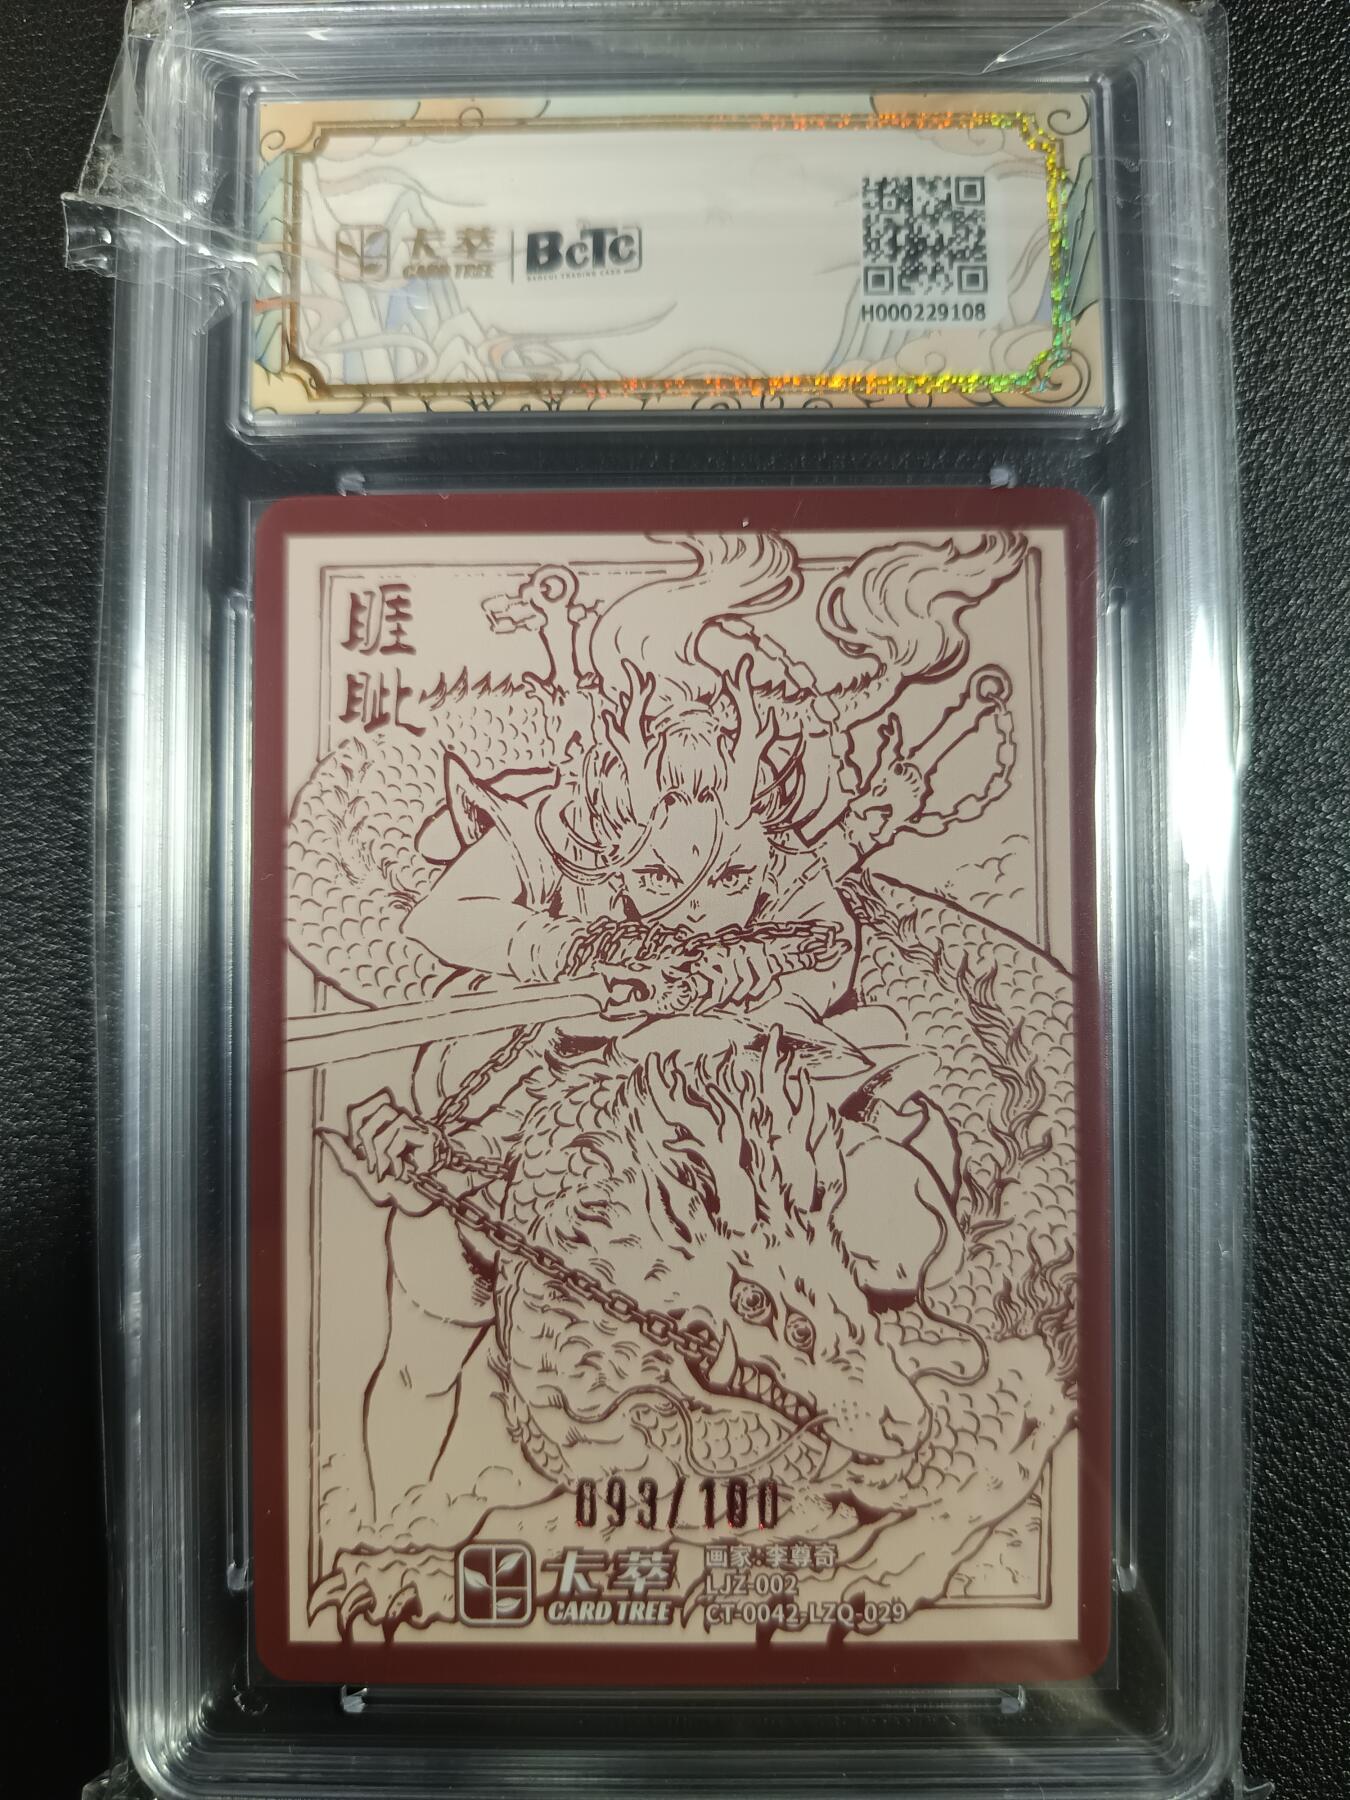 卡萃
CARD TREE
BCTC
H000229108
睚
眦
093/100
卡萃
CARD TREE
画家:李尊奇
LJZ-002
CT-0042-LZQ-029